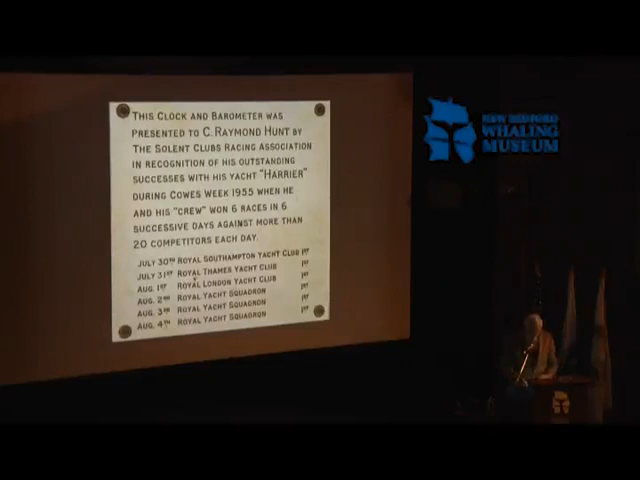 THIS CLOCK AND BAROMETER WAS
PRESENTED TO C. RAYMOND HUNT BY
THE SOLENT CLUBS RACING ASSOCIATION
IN RECOGNITION OF HIS OUTSTANDING
SUCCESSES WITH HIS YACHT "HARRIER"
DURING COWES WEEK 1955 WHEN HE
AND HIS "CREW" WON 6 RACES IN 6
SUCCESSIVE DAYS AGAINST MORE THAN
20 COMPETITORS EACH DAY.
JULY 30TH ROYAL SOUTHAMPTON YACHT CLUB 1ST
JULY 31ST ROYAL THAMES YACHT CLUB 1ST
AUG. 1ST ROYAL LONDON YACHT CLUB 1ST
AUG. 2ND ROYAL YACHT SQUADRON 1ST
AUG. 3RD ROYAL YACHT SQUADRON 1ST
AUG. 4TH ROYAL YACHT SQUADRON 1ST
NEW BEDFORD
WHALING
MUSEUM